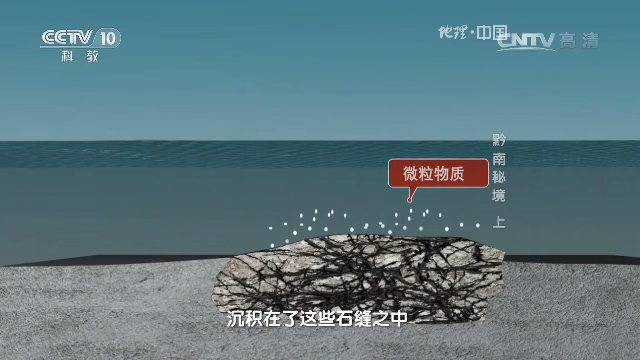 CCTV 10
科教
地理·中国
CNTV 高清
微粒物质
黔南秘境 上
沉积在了这些石缝之中